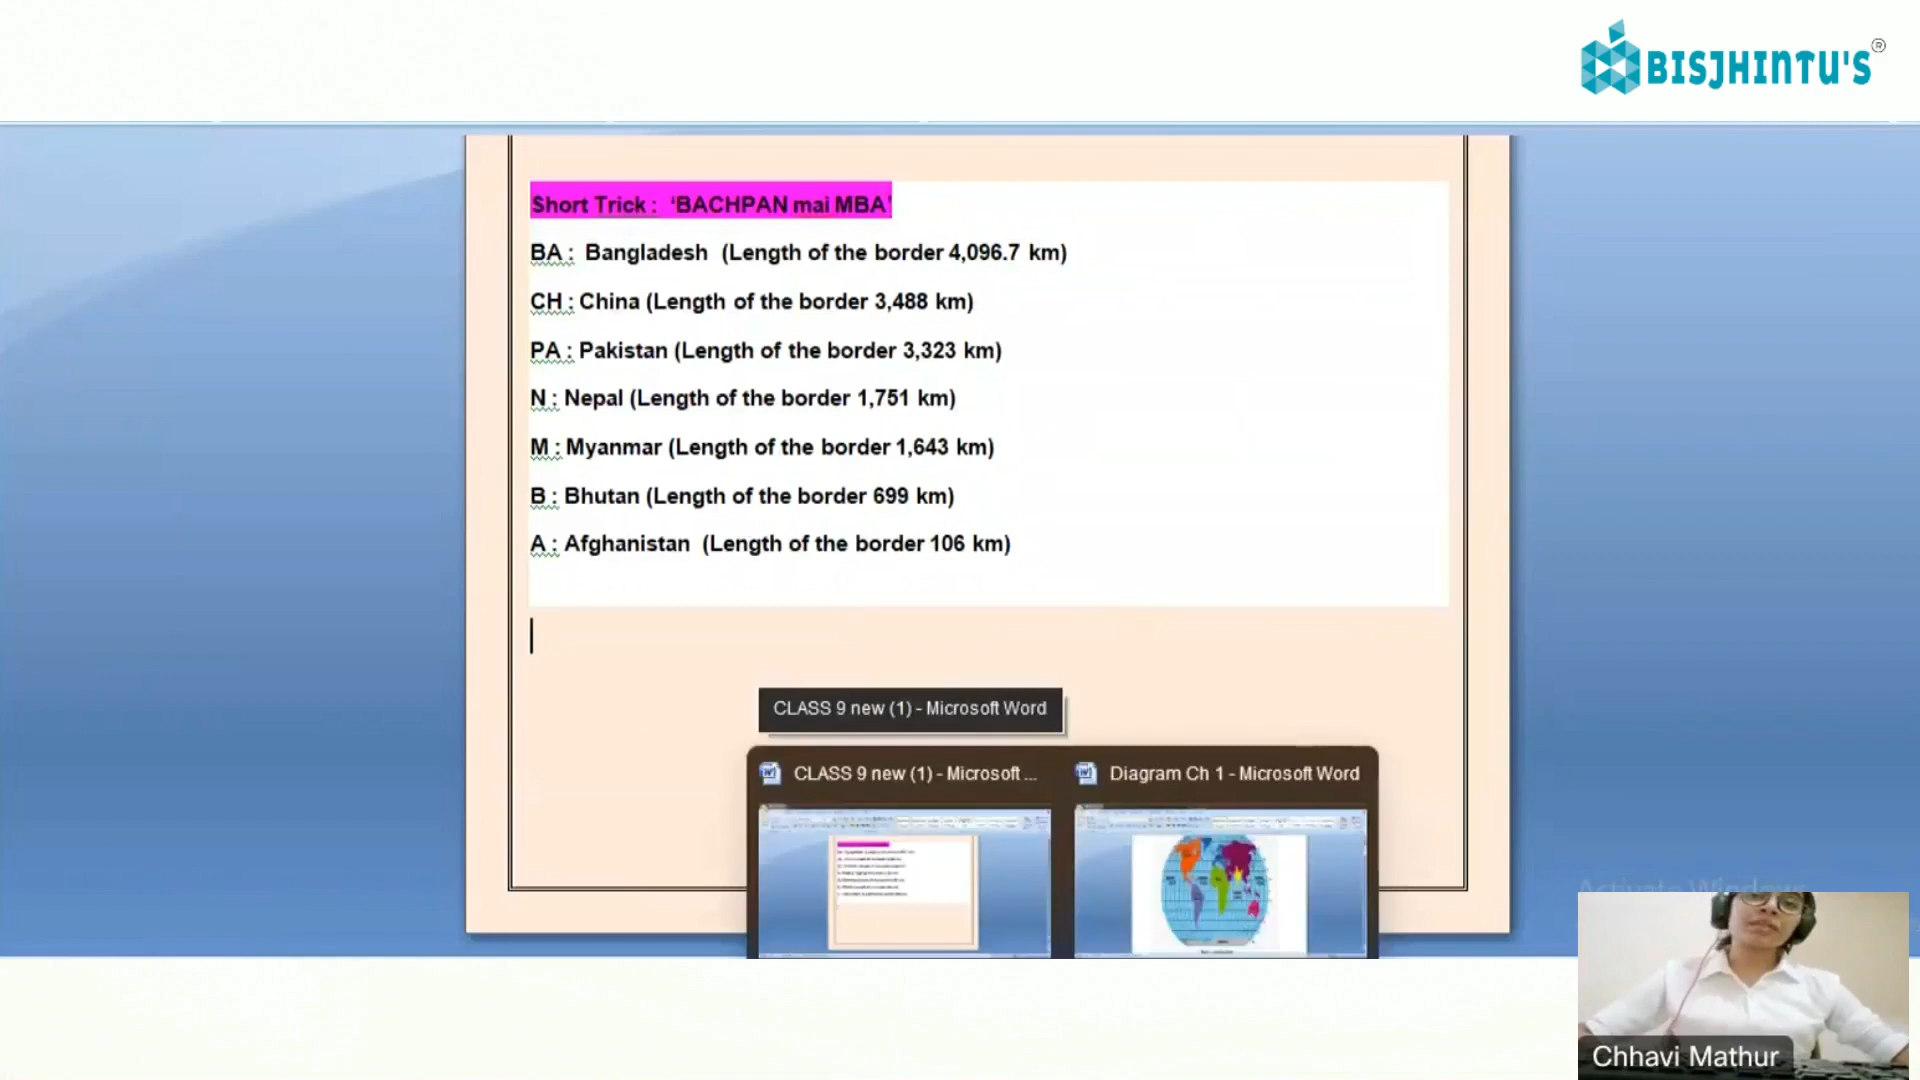 BISJHINTU'S ®
Short Trick : ‘BACHPAN mai MBA’
BA : Bangladesh (Length of the border 4,096.7 km)
CH : China (Length of the border 3,488 km)
PA : Pakistan (Length of the border 3,323 km)
N : Nepal (Length of the border 1,751 km)
M : Myanmar (Length of the border 1,643 km)
B : Bhutan (Length of the border 699 km)
A : Afghanistan (Length of the border 106 km)
CLASS 9 new (1) - Microsoft Word
CLASS 9 new (1) - Microsoft ...
Diagram Ch 1 - Microsoft Word
Activate Windows
Chhavi Mathur